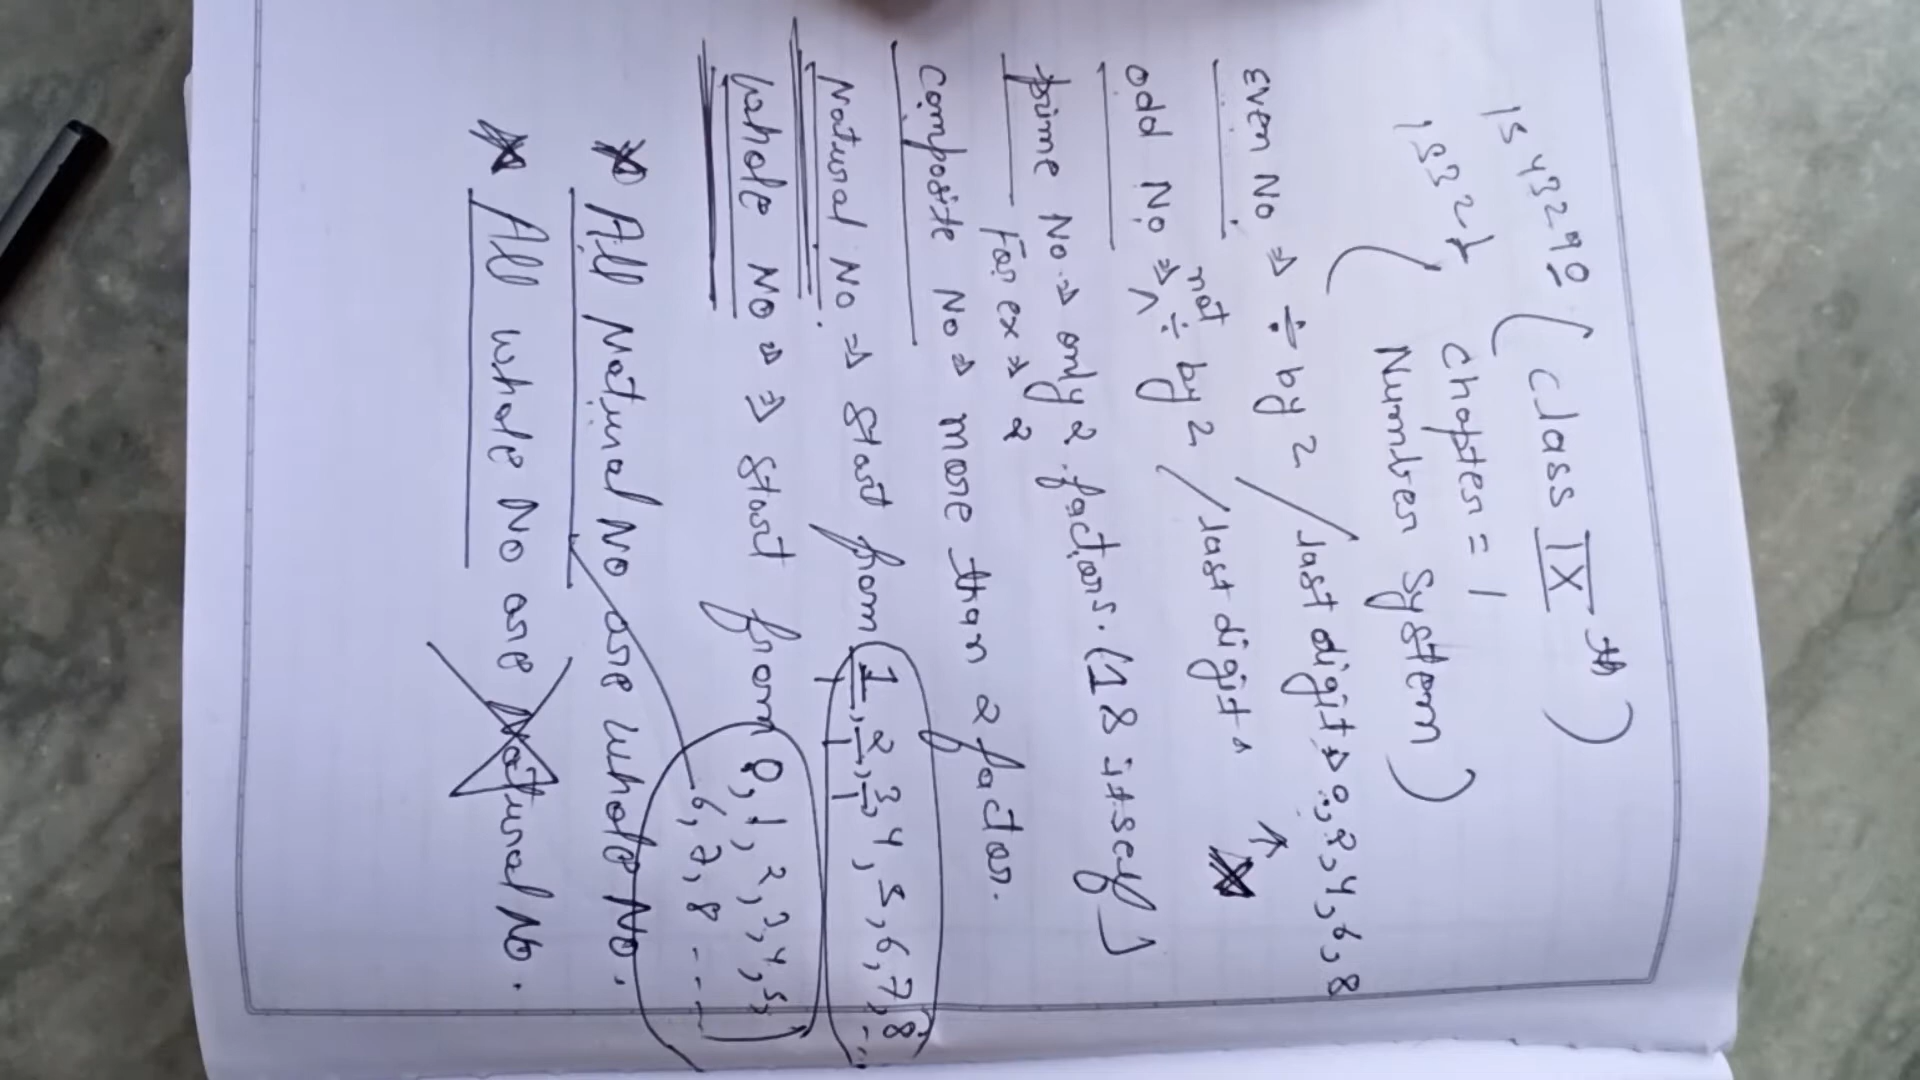 1543290 (Class IXth)
15321 Chapter = 1
( Number System )
Even No ⇒ ÷ by 2 / last digit → 0, 2, 4, 6, 8
odd No ⇒ not ÷ by 2 / last digit
prime No ⇒ only 2 factors. (1 & itself)
For ex ⇒ 2
Composite No ⇒ more than 2 factor.
Natural No ⇒ start from 1, 2, 3, 4, 5, 6, 7, 8 ...
Whole No ⇒ ⇒ start from 0, 1, 2, 3, 4, 5,
6, 7, 8 ---
All Natural No are whole No.
All whole No are Natural No.